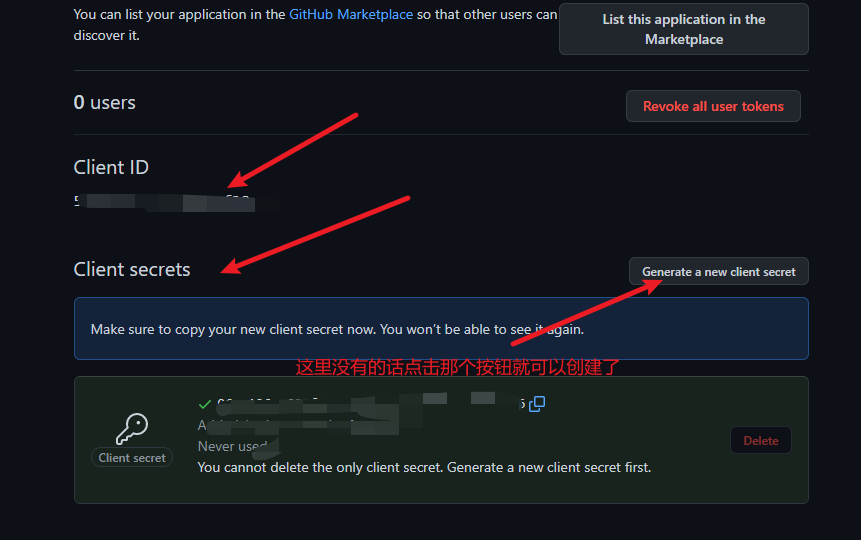 You can list your application in the GitHub Marketplace so that other users can
discover it.
List this application in the
Marketplace
0 users
Revoke all user tokens
Client ID
Client secrets
Generate a new client secret
Make sure to copy your new client secret now. You won’t be able to see it again.
这里没有的话点击那个按钮就可以创建了
Client secret
Never used
You cannot delete the only client secret. Generate a new client secret first.
Delete